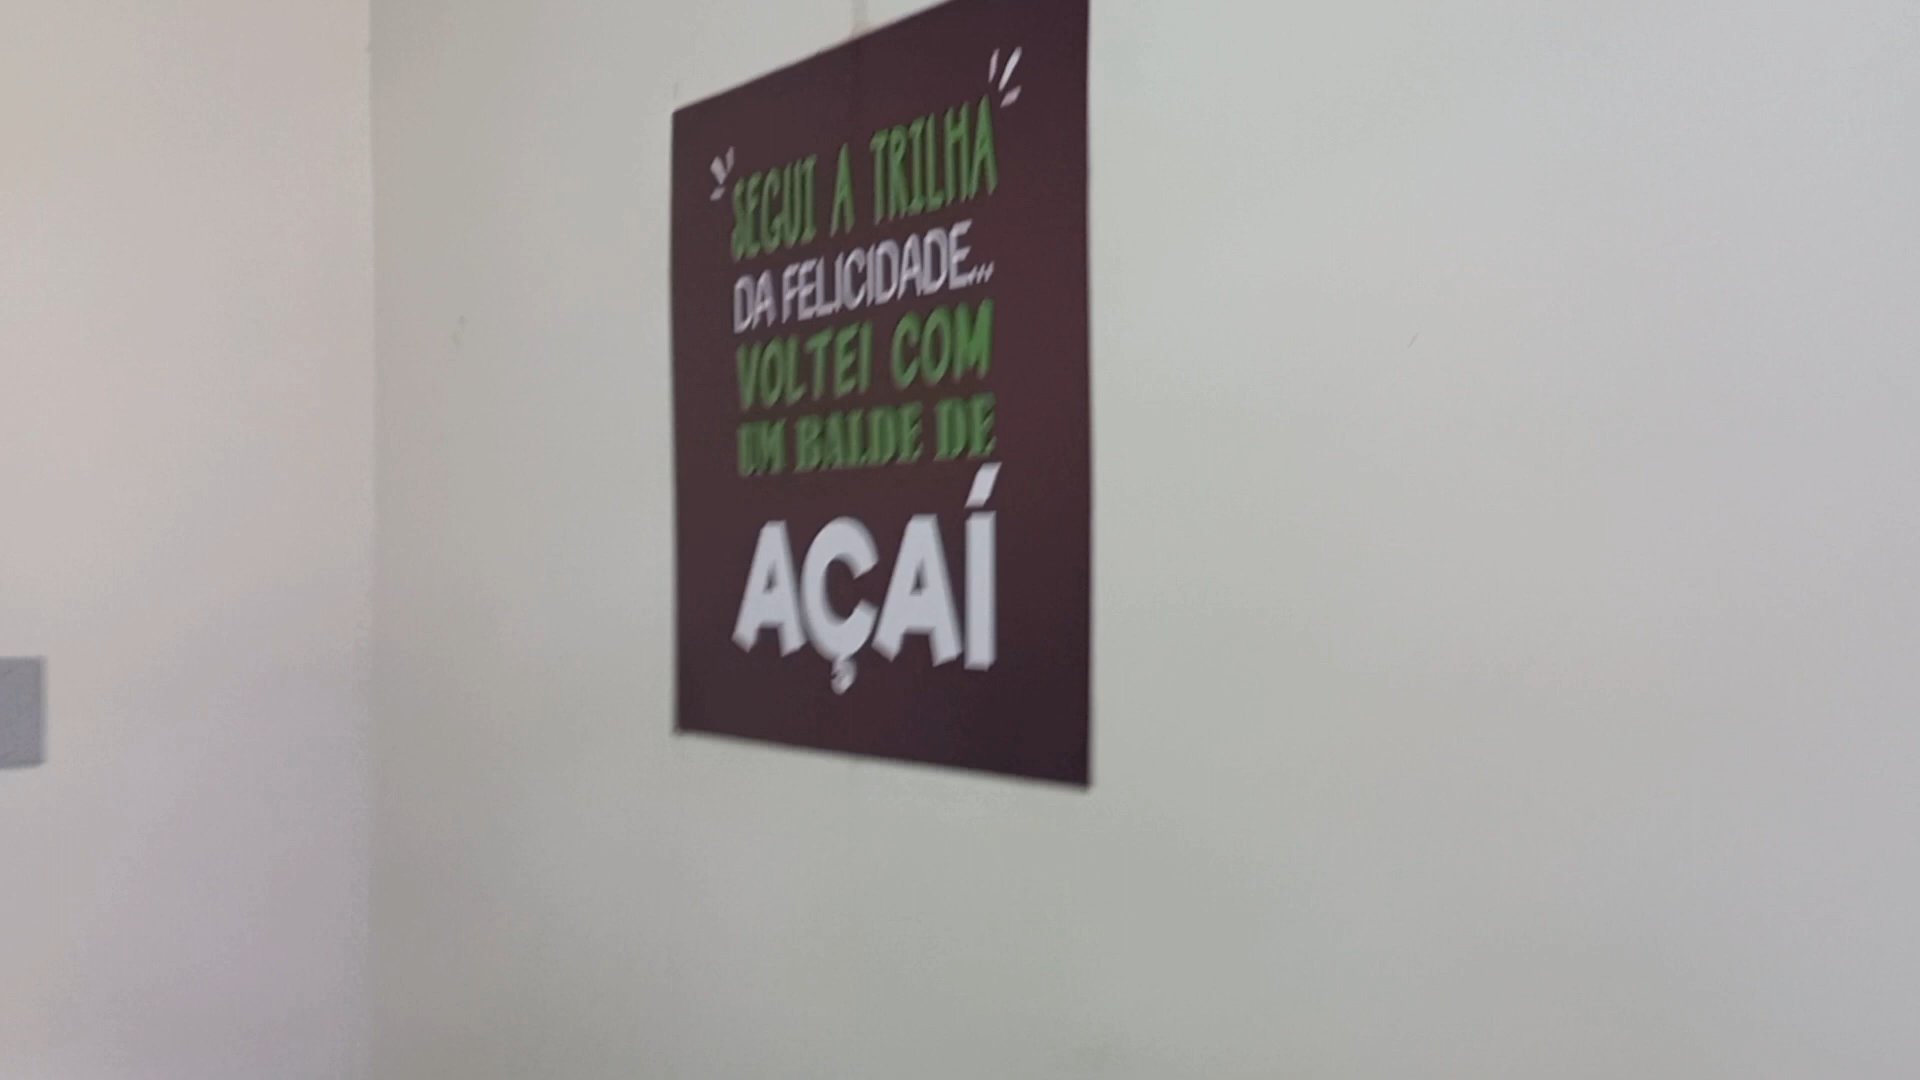 SEGUI A TRILHA
DA FELICIDADE...
VOLTEI COM
UM BALDE DE
AÇAÍ